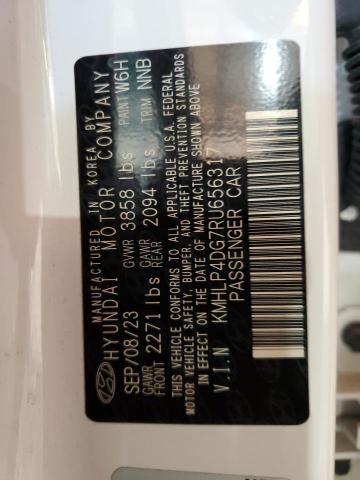 MANUFACTURED IN KOREA BY
HYUNDAI MOTOR COMPANY
SEP/08/23 GVWR 3858 lbs PAINT W6H
GAWR FRONT 2271 lbs GAWR REAR 2094 lbs TRIM NNB
THIS VEHICLE CONFORMS TO ALL APPLICABLE U.S.A. FEDERAL
MOTOR VEHICLE SAFETY, BUMPER, AND THEFT PREVENTION STANDARDS
IN EFFECT ON THE DATE OF MANUFACTURE SHOWN ABOVE
V.I.N KMHLP4DG7RU656317
PASSENGER CAR